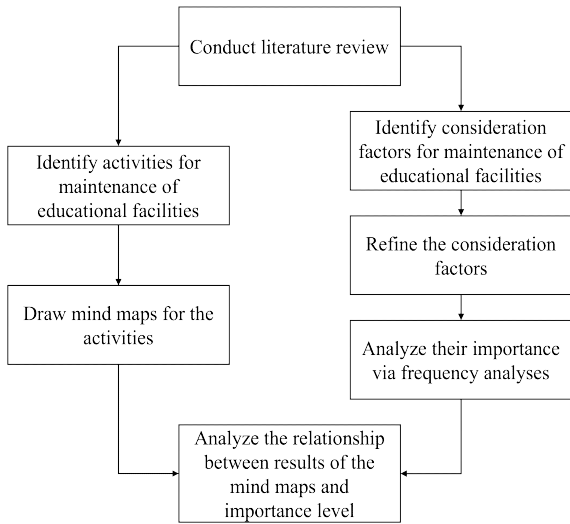 Conduct literature review
Identify activities for
maintenance of
educational facilities
Draw mind maps for the
activities
Identify consideration
factors for maintenance of
educational facilities
Refine the consideration
factors
Analyze their importance
via frequency analyses
Analyze the relationship
between results of the
mind maps and
importance level